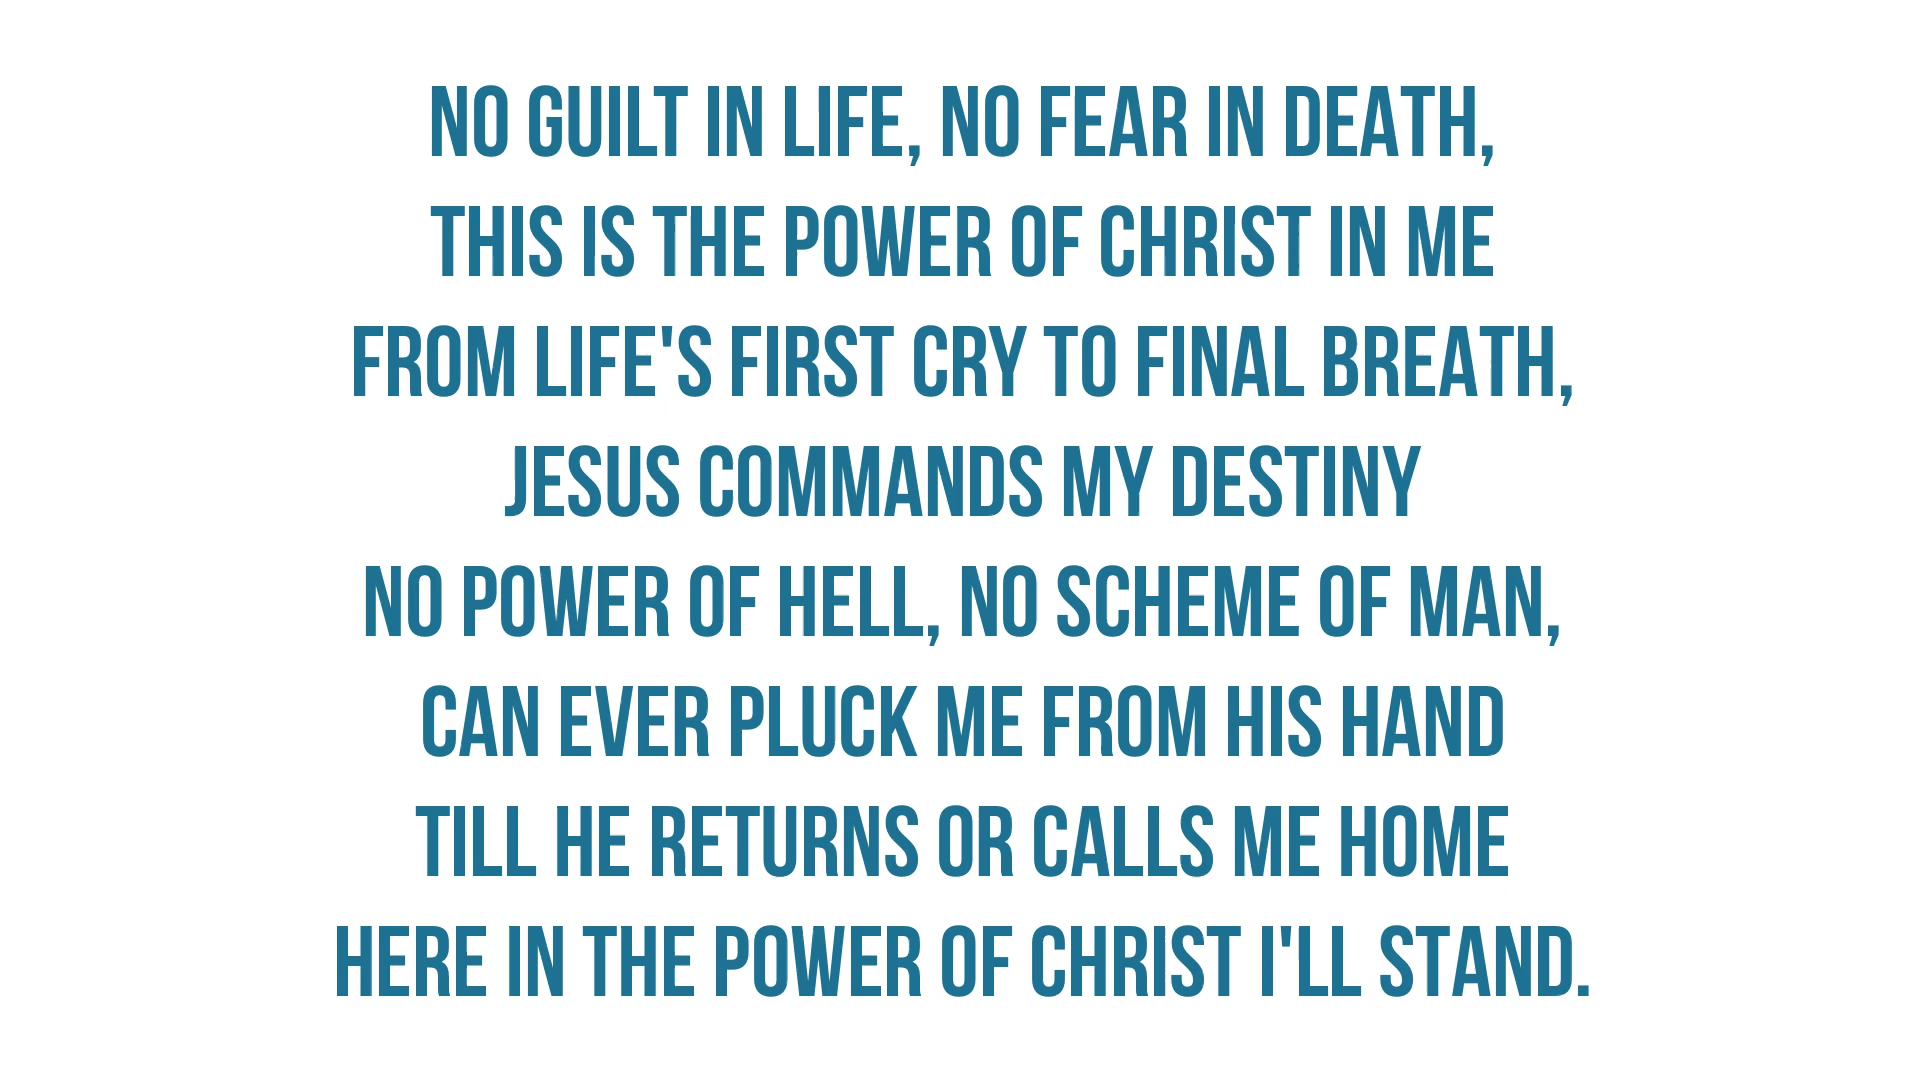 NO GUILT IN LIFE, NO FEAR IN DEATH,
THIS IS THE POWER OF CHRIST IN ME
FROM LIFE'S FIRST CRY TO FINAL BREATH,
JESUS COMMANDS MY DESTINY
NO POWER OF HELL, NO SCHEME OF MAN,
CAN EVER PLUCK ME FROM HIS HAND
TILL HE RETURNS OR CALLS ME HOME
HERE IN THE POWER OF CHRIST I'LL STAND.